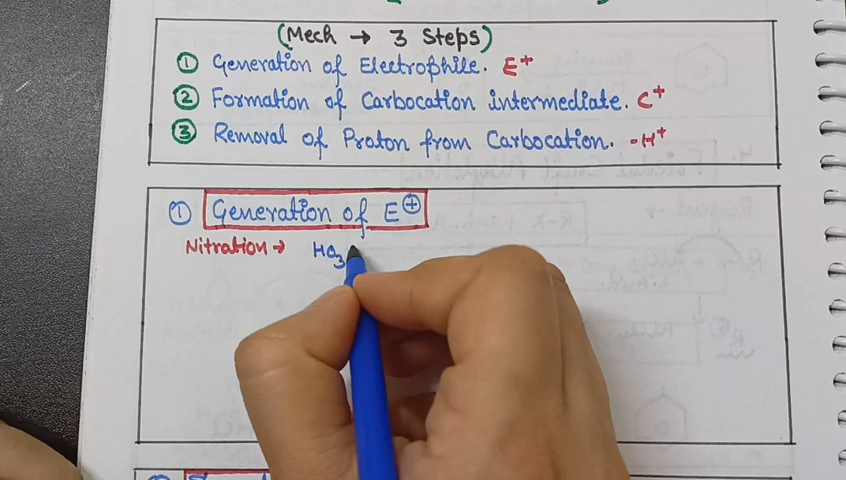 (Mech → 3 Steps)
① Generation of Electrophile. E⁺
② Formation of Carbocation intermediate. C⁺
③ Removal of Proton from Carbocation. -H⁺
① Generation of E⊕
Nitration → HO₃